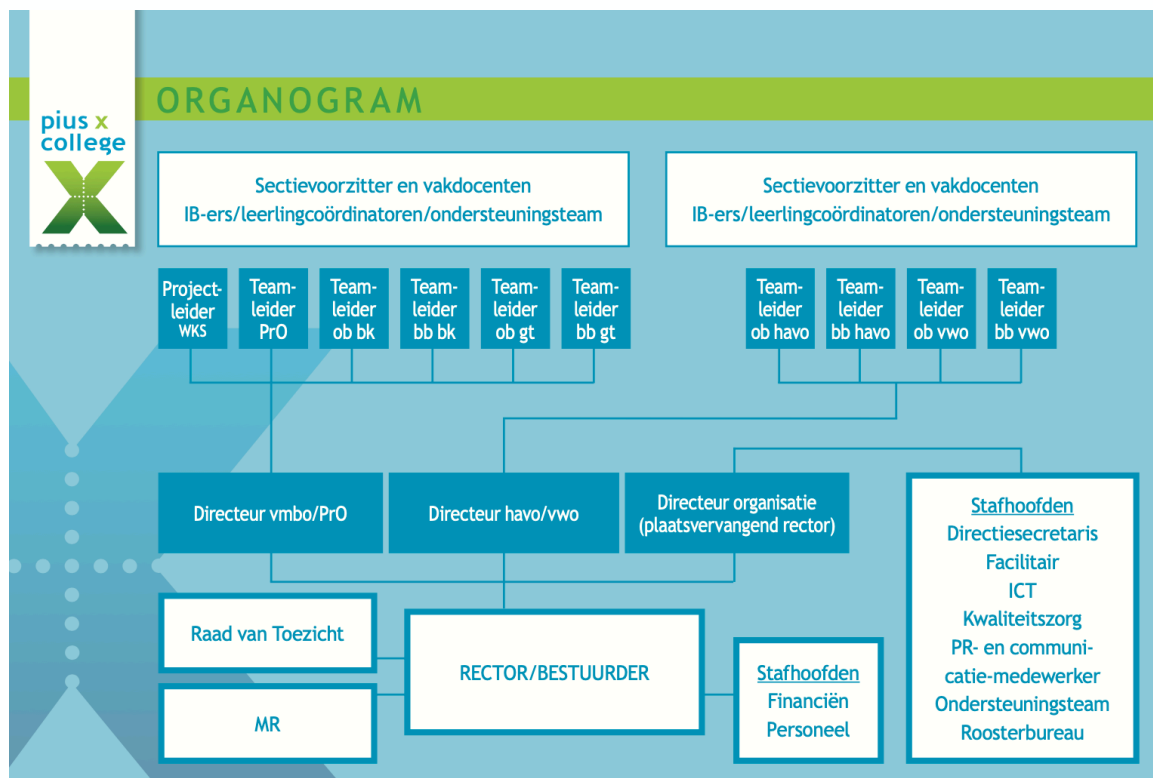 ORGANOGRAM
pius x
college
Sectievoorzitter en vakdocenten
IB-ers/leerlingcoördinatoren/ondersteuningsteam
Sectievoorzitter en vakdocenten
IB-ers/leerlingcoördinatoren/ondersteuningsteam
Project-
leider
WKS
Team-
leider
PrO
Team-
leider
ob bk
Team-
leider
bb bk
Team-
leider
ob gt
Team-
leider
bb gt
Team-
leider
ob havo
Team-
leider
bb havo
Team-
leider
ob vwo
Team-
leider
bb vwo
Directeur vmbo/PrO
Directeur havo/vwo
Directeur organisatie
(plaatsvervangend rector)
Stafhoofden
Directiesecretaris
Facilitair
ICT
Kwaliteitszorg
PR- en communi-
catie-medewerker
Ondersteuningsteam
Roosterbureau
Raad van Toezicht
MR
RECTOR/BESTUURDER
Stafhoofden
Financiën
Personeel